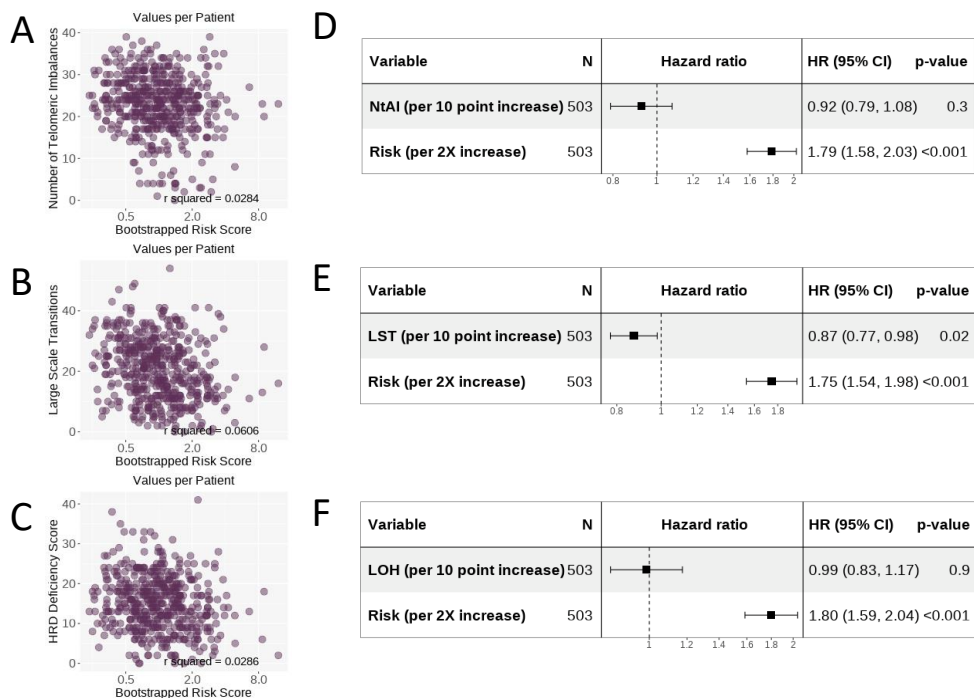 A
Values per Patient
Number of Telomeric Imbalances
40
30
20
10
0
r squared = 0.0284
0.5 2.0 8.0
Bootstrapped Risk Score
B
Values per Patient
Large Scale Transitions
40
20
0
r squared = 0.0606
0.5 2.0 8.0
Bootstrapped Risk Score
C
Values per Patient
HRD Deficiency Score
40
30
20
10
0
r squared = 0.0286
0.5 2.0 8.0
Bootstrapped Risk Score
D
Variable N Hazard ratio HR (95% CI) p-value
NtAI (per 10 point increase) 503 0.92 (0.79, 1.08) 0.3
Risk (per 2X increase) 503 1.79 (1.58, 2.03) <0.001
0.8 1 1.2 1.4 1.6 1.8 2
E
Variable N Hazard ratio HR (95% CI) p-value
LST (per 10 point increase) 503 0.87 (0.77, 0.98) 0.02
Risk (per 2X increase) 503 1.75 (1.54, 1.98) <0.001
0.8 1 1.2 1.4 1.6 1.8
F
Variable N Hazard ratio HR (95% CI) p-value
LOH (per 10 point increase) 503 0.99 (0.83, 1.17) 0.9
Risk (per 2X increase) 503 1.80 (1.59, 2.04) <0.001
1 1.2 1.4 1.6 1.8 2